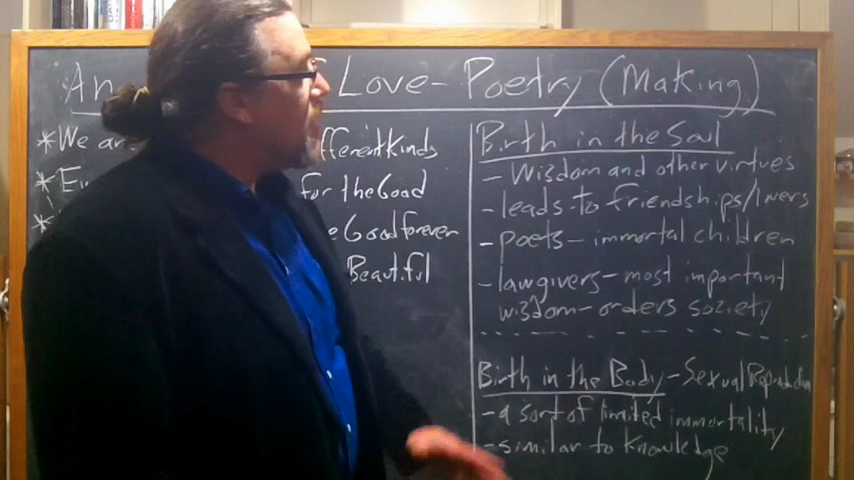 An Love- Poetry (Making)
*We are fferent Kinds
* for the Good
* e Good forever
Beautiful
Birth in the Soul
- Wisdom and other virtues
- leads to friendships/lovers
- poets- immortal children
- lawgivers- most important
wisdom- orders society
Birth in the Body- Sexual Reproduction
- a sort of limited immortality
- similar to Knowledge